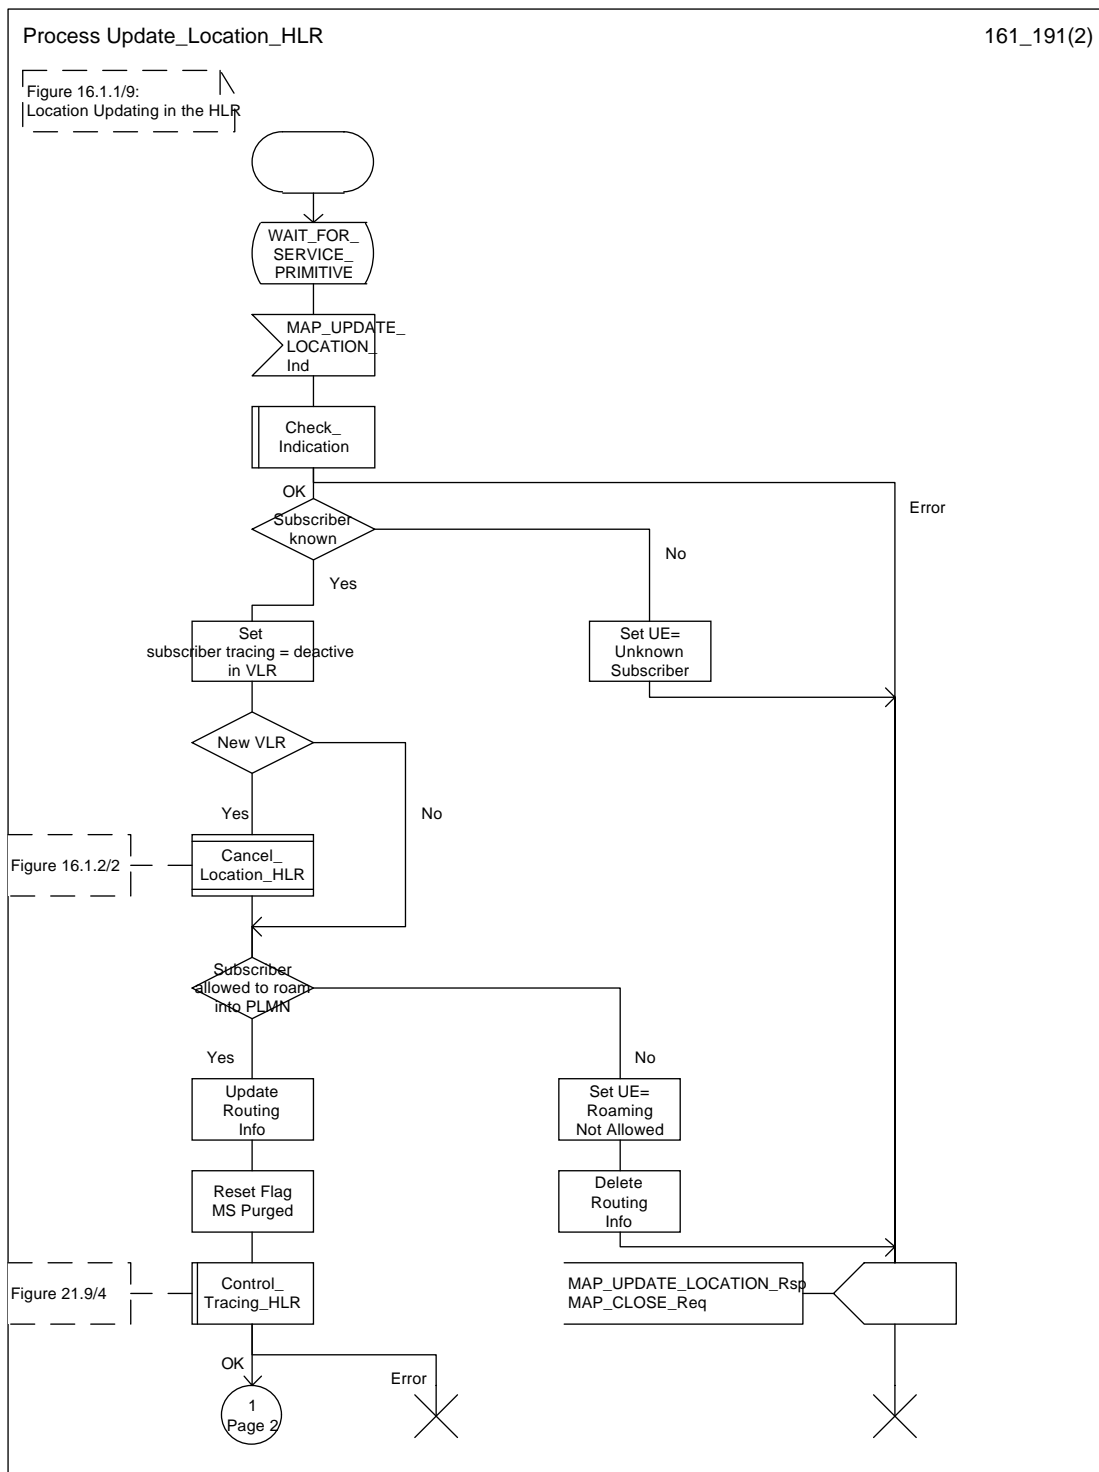 Process Update_Location_HLR
161_191(2)
Figure 16.1.1/9:
Location Updating in the HLR
WAIT_FOR_
SERVICE_
PRIMITIVE
MAP_UPDATE_
LOCATION_
Ind
Check_
Indication
OK
Error
Subscriber
known
No
Yes
Set
subscriber tracing = deactive
in VLR
Set UE=
Unknown
Subscriber
New VLR
Yes
No
Figure 16.1.2/2
Cancel_
Location_HLR
Subscriber
allowed to roam
into PLMN
Yes
No
Update
Routing
Info
Set UE=
Roaming
Not Allowed
Reset Flag
MS Purged
Delete
Routing
Info
Figure 21.9/4
Control_
Tracing_HLR
MAP_UPDATE_LOCATION_Rsp
MAP_CLOSE_Req
OK
Error
1
Page 2